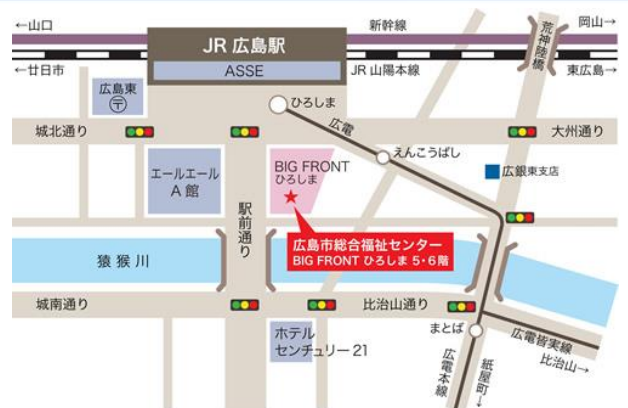 ←山口
新幹線
岡山→
荒神陸橋
JR 広島駅
ASSE
←廿日市
JR 山陽本線
東広島→
広島東
〒
ひろしま
広電
城北通り
大州通り
えんこうばし
エールエール
A 館
BIG FRONT
ひろしま
広銀東支店
駅前通り
広島市総合福祉センター
BIG FRONT ひろしま 5・6 階
猿猴川
城南通り
比治山通り
まとば
ホテル
センチュリー 21
広電皆実線
比治山→
広電本線
紙屋町→